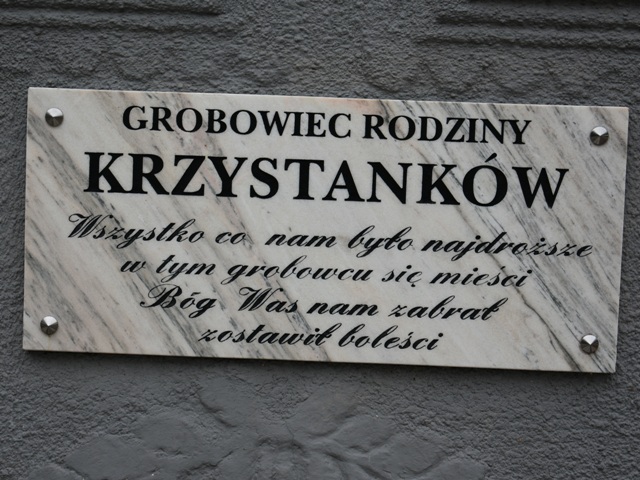 GROBOWIEC RODZINY
KRZYSTANKÓW
Wszystko co nam było najdroższe
w tym grobowcu się mieści
Bóg Was nam zabrał
zostawił boleści